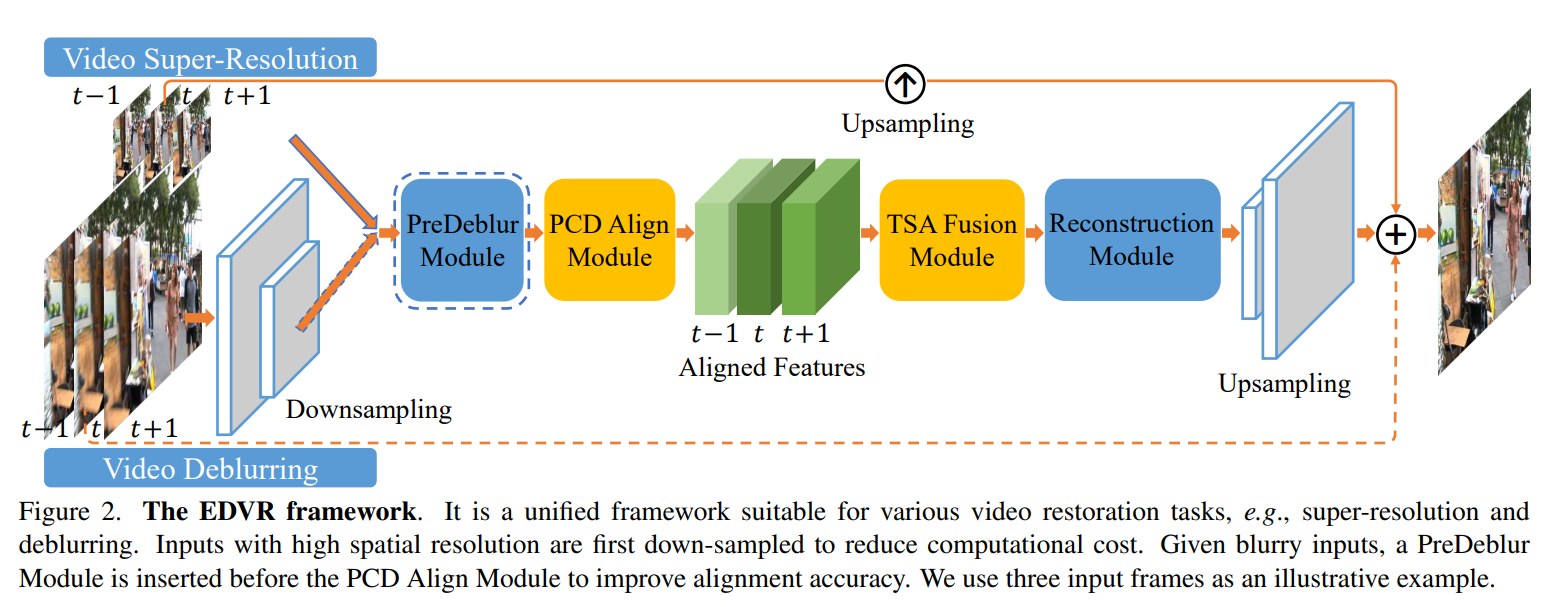 Video Super-Resolution
t−1 t t+1
Upsampling
PreDeblur
Module
PCD Align
Module
TSA Fusion
Module
Reconstruction
Module
t−1 t t+1
Aligned Features
Upsampling
Downsampling
t−1 t t+1
Video Deblurring
Figure 2. The EDVR framework. It is a unified framework suitable for various video restoration tasks, e.g., super-resolution and
deblurring. Inputs with high spatial resolution are first down-sampled to reduce computational cost. Given blurry inputs, a PreDeblur
Module is inserted before the PCD Align Module to improve alignment accuracy. We use three input frames as an illustrative example.